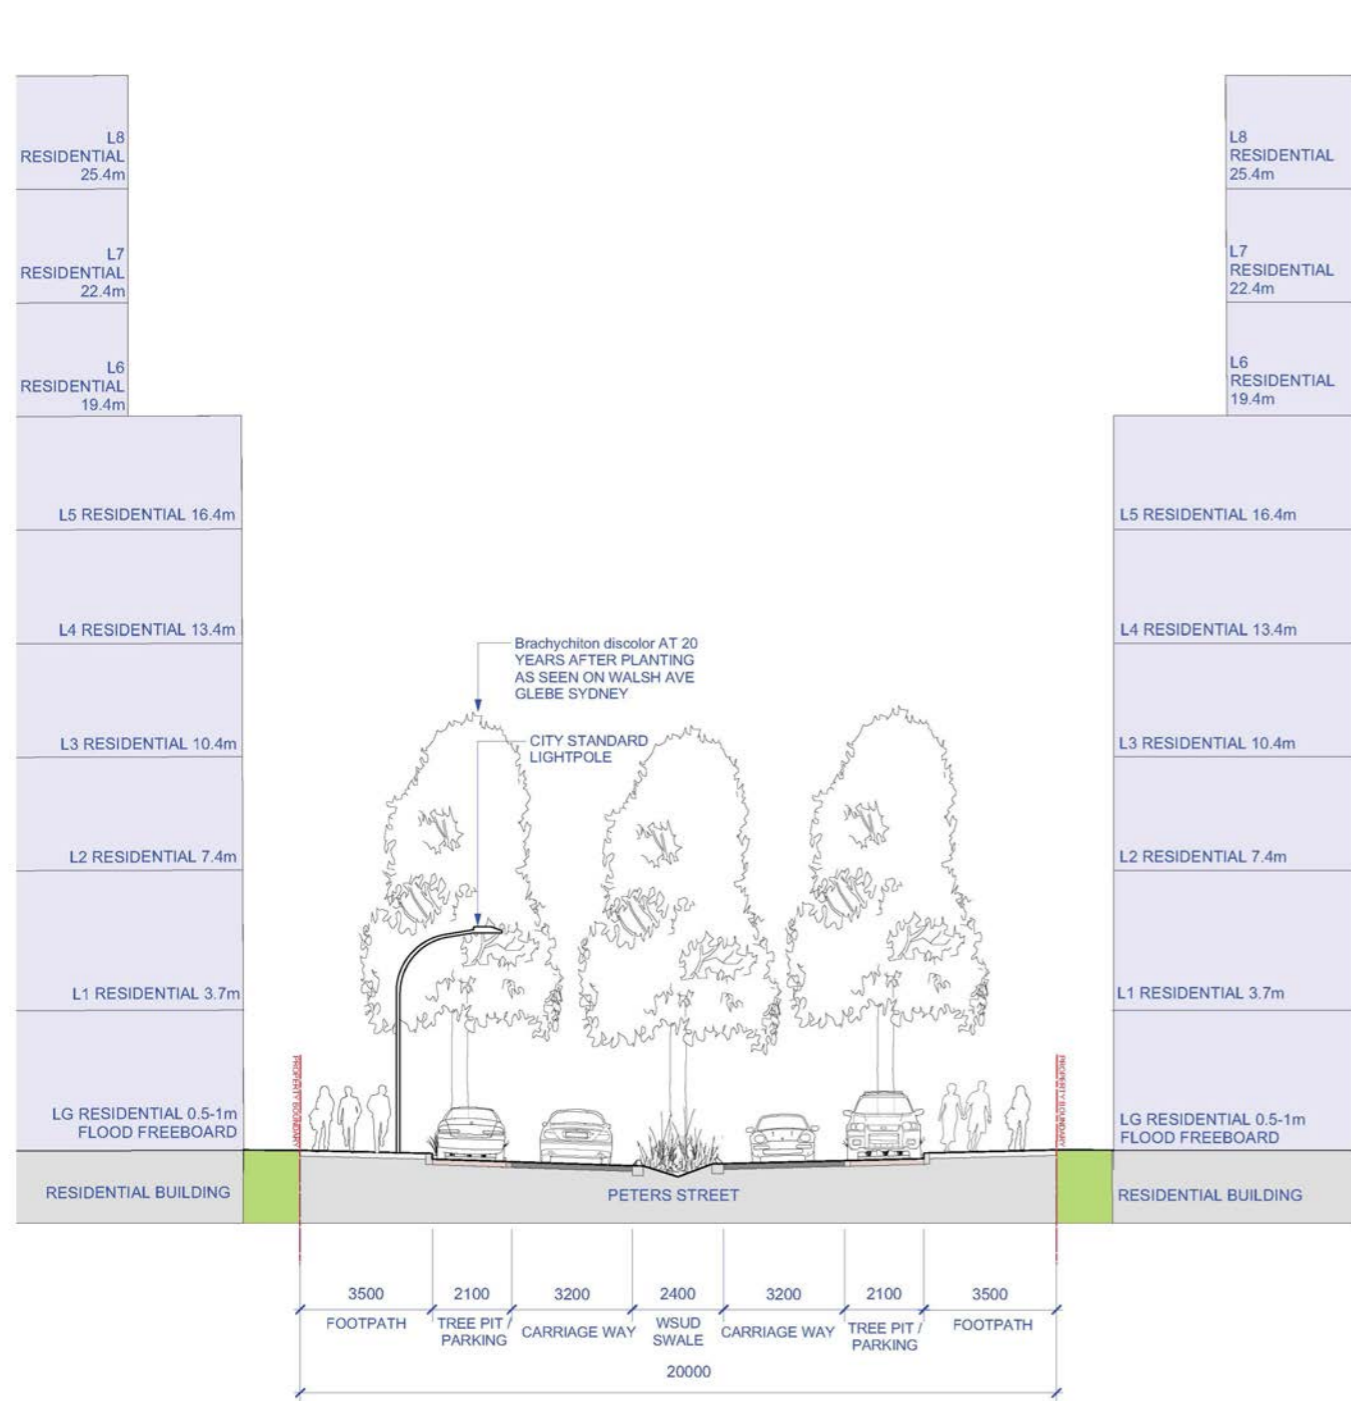 L8
RESIDENTIAL
25.4m
L7
RESIDENTIAL
22.4m
L6
RESIDENTIAL
19.4m
L5 RESIDENTIAL 16.4m
L4 RESIDENTIAL 13.4m
L3 RESIDENTIAL 10.4m
L2 RESIDENTIAL 7.4m
L1 RESIDENTIAL 3.7m
LG RESIDENTIAL 0.5-1m
FLOOD FREEBOARD
RESIDENTIAL BUILDING
Brachychiton discolor AT 20
YEARS AFTER PLANTING
AS SEEN ON WALSH AVE
GLEBE SYDNEY
CITY STANDARD
LIGHTPOLE
PROPERTY BOUNDARY
PROPERTY BOUNDARY
PETERS STREET
L8
RESIDENTIAL
25.4m
L7
RESIDENTIAL
22.4m
L6
RESIDENTIAL
19.4m
L5 RESIDENTIAL 16.4m
L4 RESIDENTIAL 13.4m
L3 RESIDENTIAL 10.4m
L2 RESIDENTIAL 7.4m
L1 RESIDENTIAL 3.7m
LG RESIDENTIAL 0.5-1m
FLOOD FREEBOARD
RESIDENTIAL BUILDING
3500
FOOTPATH
2100
TREE PIT /
PARKING
3200
CARRIAGE WAY
2400
WSUD
SWALE
3200
CARRIAGE WAY
2100
TREE PIT /
PARKING
3500
FOOTPATH
20000